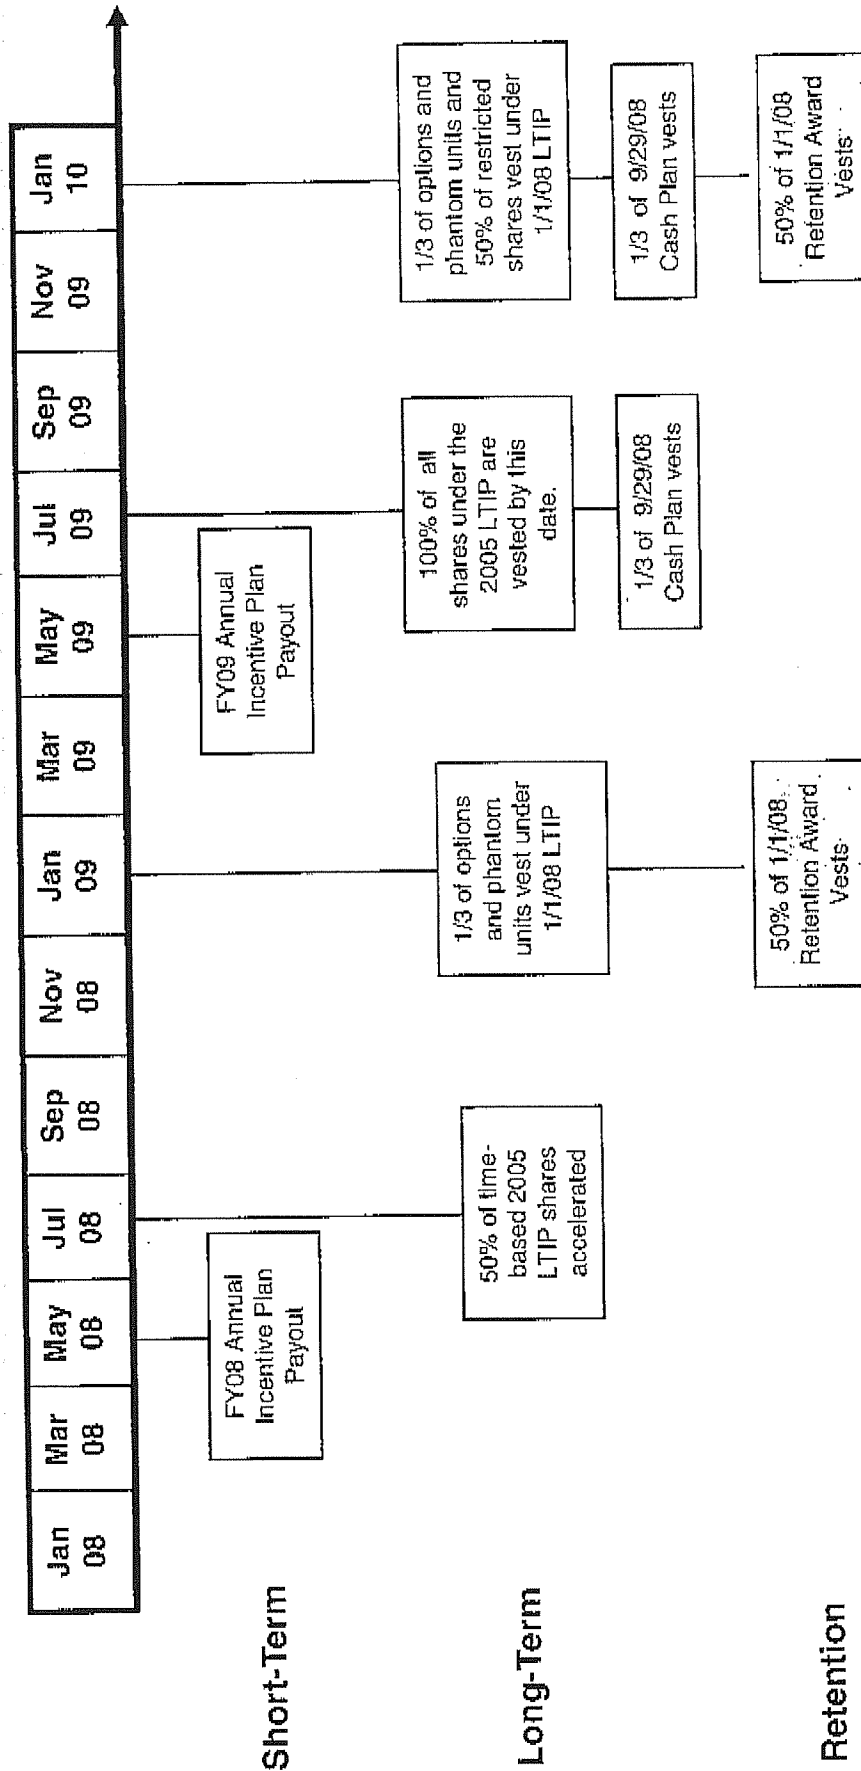 Jan
08
Mar
08
May
08
Jul
08
Sep
08
Nov
08
Jan
09
Mar
09
May
09
Jul
09
Sep
09
Nov
09
Jan
10
Short-Term
FY08 Annual
Incentive Plan
Payout
FY09 Annual
Incentive Plan
Payout
Long-Term
50% of time-
based 2005
LTIP shares
accelerated
1/3 of options
and phantom
units vest under
1/1/08 LTIP
100% of all
shares under the
2005 LTIP are
vested by this
date.
1/3 of 9/29/08
Cash Plan vests
1/3 of options and
phantom units and
50% of restricted
shares vest under
1/1/08 LTIP
1/3 of 9/29/08
Cash Plan vests
Retention
50% of 1/1/08
Retention Award
Vests
50% of 1/1/08
Retention Award
Vests